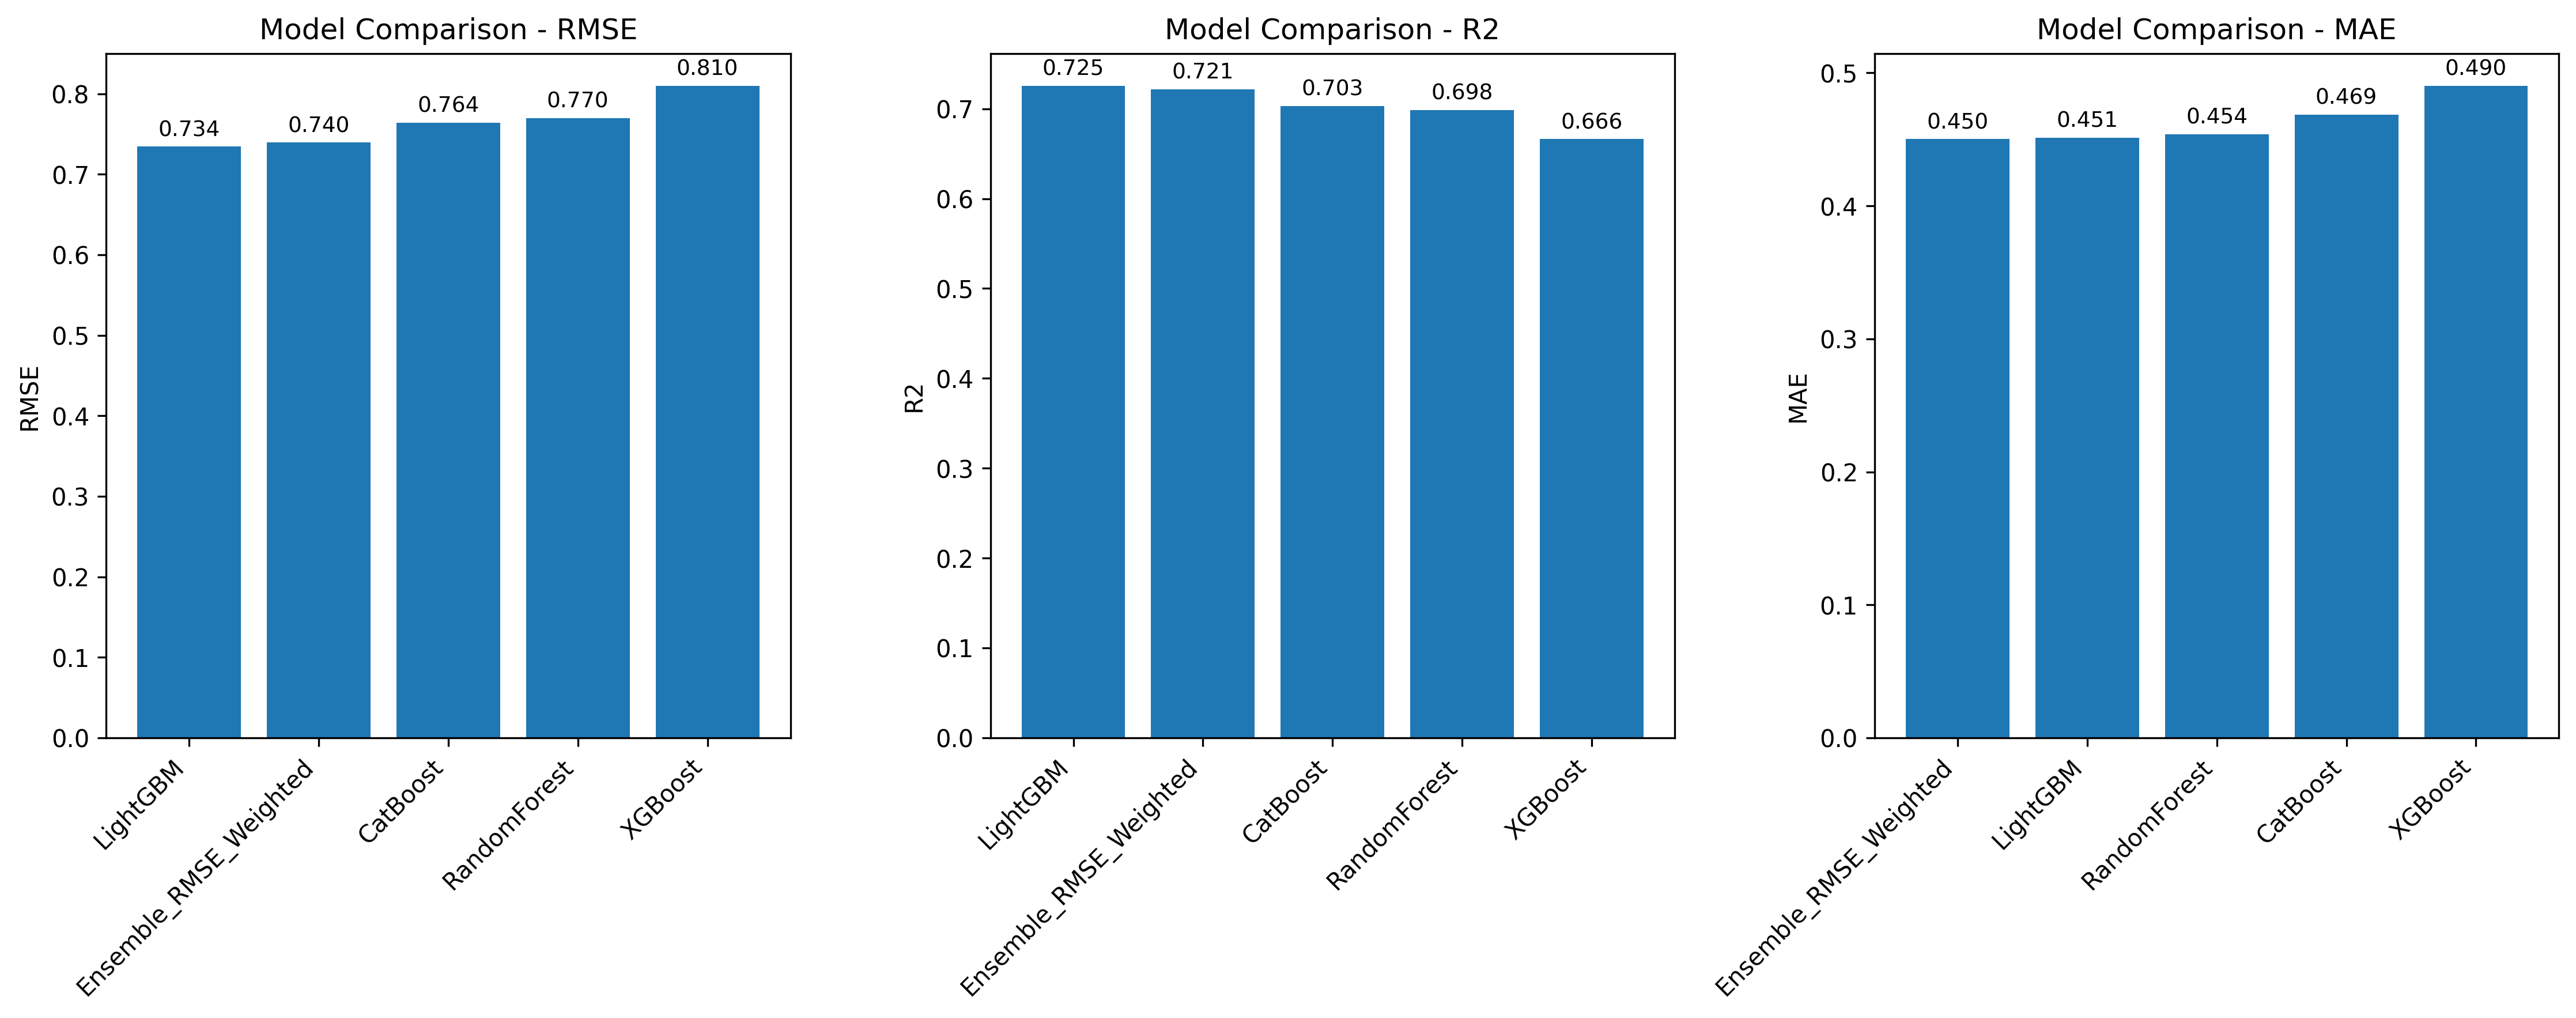 Model Comparison - RMSE
0.734
0.740
0.764
0.770
0.810
0.8
0.7
0.6
0.5
0.4
0.3
0.2
0.1
0.0
RMSE
LightGBM
Ensemble_RMSE_Weighted
CatBoost
RandomForest
XGBoost
Model Comparison - R2
0.725
0.721
0.703
0.698
0.666
0.7
0.6
0.5
0.4
0.3
0.2
0.1
0.0
R2
LightGBM
Ensemble_RMSE_Weighted
CatBoost
RandomForest
XGBoost
Model Comparison - MAE
0.450
0.451
0.454
0.469
0.490
0.5
0.4
0.3
0.2
0.1
0.0
MAE
Ensemble_RMSE_Weighted
LightGBM
RandomForest
CatBoost
XGBoost